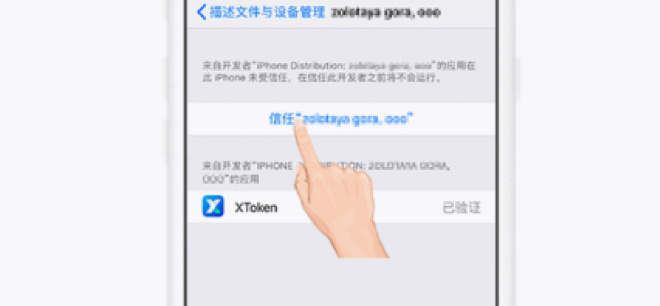 描述文件与设备管理 zolotaya gora, ooo
来自开发者“iPhone Distribution: zolotaya gora, ooo”的应用在
此 iPhone 未受信任，在信任此开发者之前将不会运行。
信任“zolotaya gora, ooo”
来自开发者“IPHONE DISTRIBUTION: ZOLOTAYA GORA,
OOO”的应用
XToken 已验证